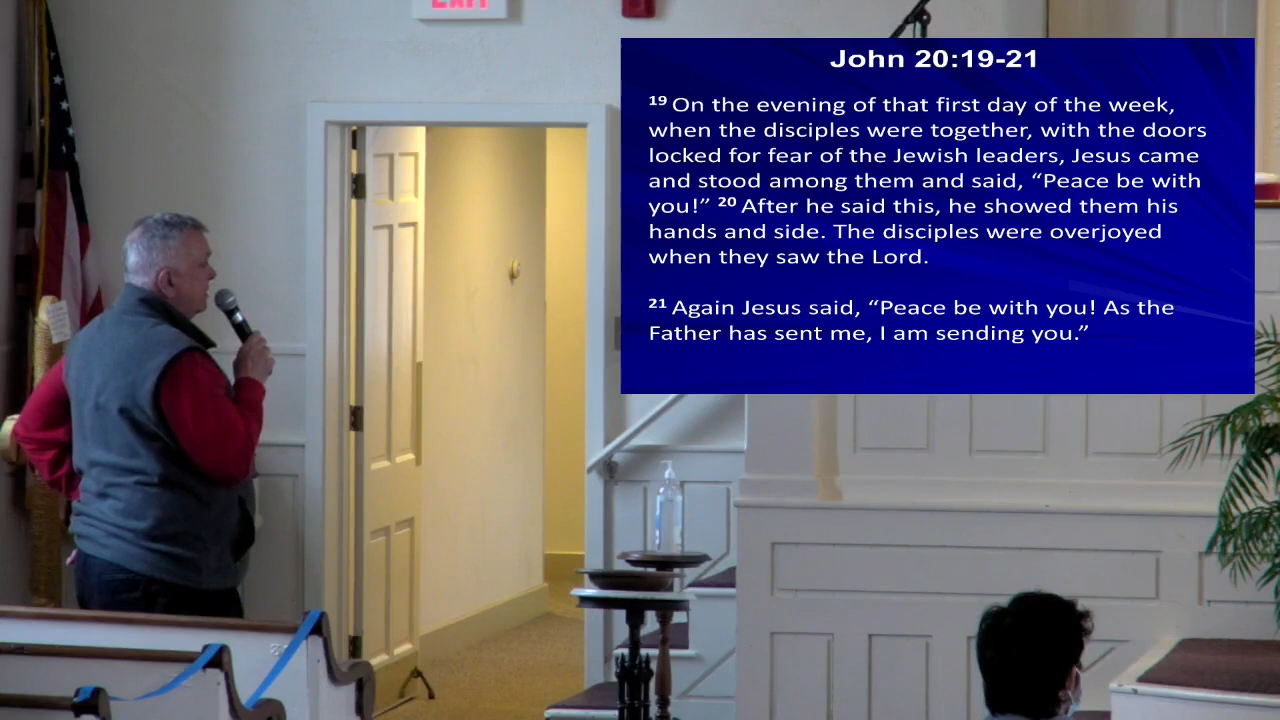 EXIT
John 20:19-21
19 On the evening of that first day of the week,
when the disciples were together, with the doors
locked for fear of the Jewish leaders, Jesus came
and stood among them and said, “Peace be with
you!” 20 After he said this, he showed them his
hands and side. The disciples were overjoyed
when they saw the Lord.
21 Again Jesus said, “Peace be with you! As the
Father has sent me, I am sending you.”